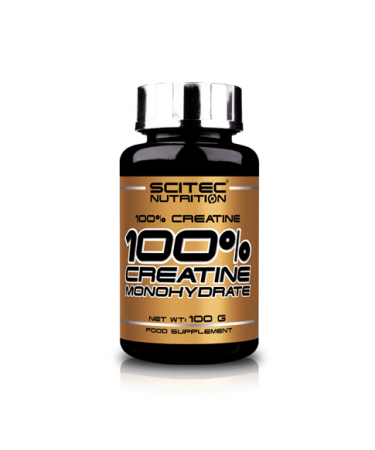 SCITEC
NUTRITION
100% CREATINE
100%
CREATINE
MONOHYDRATE
NET WT: 100 G
FOOD SUPPLEMENT